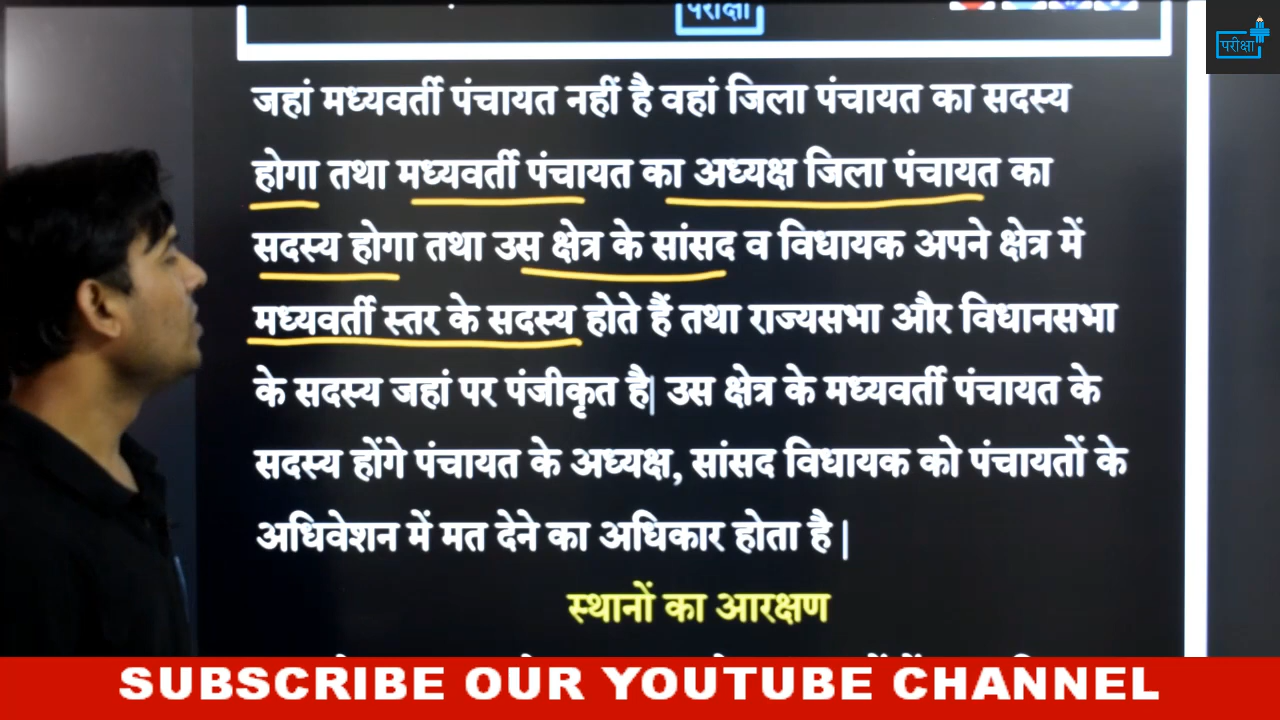 परीक्षा
परीक्षा
जहां मध्यवर्ती पंचायत नहीं है वहां जिला पंचायत का सदस्य
होगा तथा मध्यवर्ती पंचायत का अध्यक्ष जिला पंचायत का
सदस्य होगा तथा उस क्षेत्र के सांसद व विधायक अपने क्षेत्र में
मध्यवर्ती स्तर के सदस्य होते हैं तथा राज्यसभा और विधानसभा
के सदस्य जहां पर पंजीकृत है| उस क्षेत्र के मध्यवर्ती पंचायत के
सदस्य होंगे पंचायत के अध्यक्ष, सांसद विधायक को पंचायतों के
अधिवेशन में मत देने का अधिकार होता है |
स्थानों का आरक्षण
SUBSCRIBE OUR YOUTUBE CHANNEL